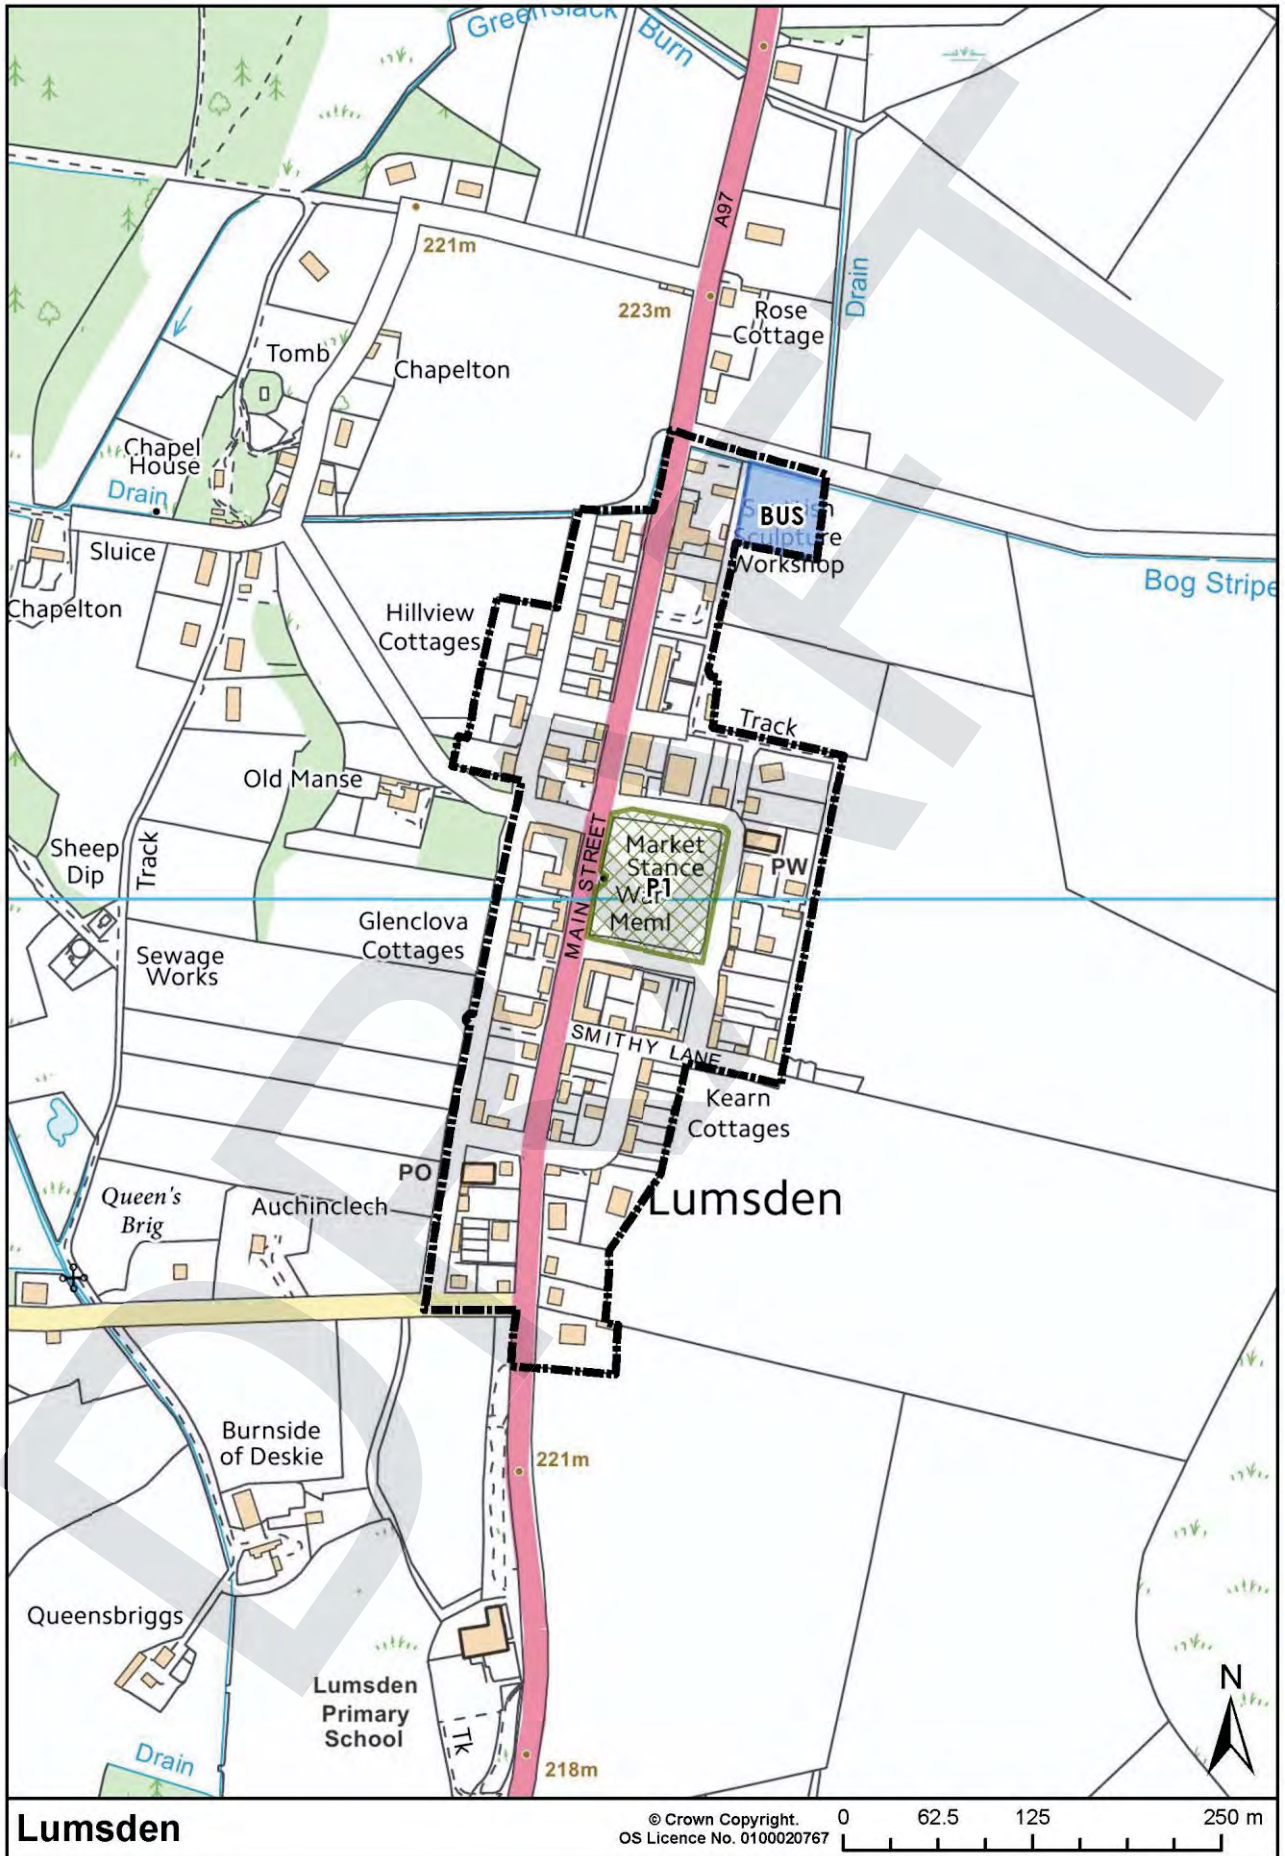 Greenslack
Burn
A97
221m
223m
Rose
Cottage
Drain
Tomb
Chapelton
Chapel
House
Drain
Sluice
Chapelton
BUS
Sculpture
Workshop
Bog Stripe
Hillview
Cottages
Track
Old Manse
Market
Stance
P1
Meml
MAIN STREET
PW
Sheep
Dip
Track
Glenclova
Cottages
Sewage
Works
SMITHY LANE
Kearn
Cottages
PO
Queen's
Brig
Auchinclech
Lumsden
Burnside
of Deskie
221m
Queensbriggs
Lumsden
Primary
School
Tk
Drain
218m
N
DRAFT
Lumsden
© Crown Copyright.
OS Licence No. 0100020767
0 62.5 125 250 m